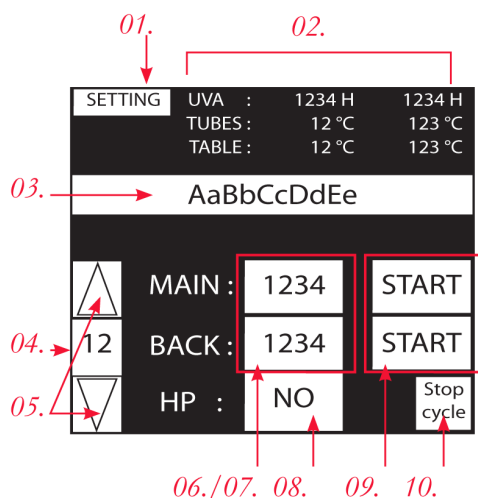 01. 02.
SETTING UVA : 1234 H 1234 H
TUBES : 12 °C 123 °C
TABLE : 12 °C 123 °C
03. AaBbCcDdEe
MAIN : 1234 START
04. 12 BACK : 1234 START
05. HP : NO Stop
cycle
06./07. 08. 09. 10.